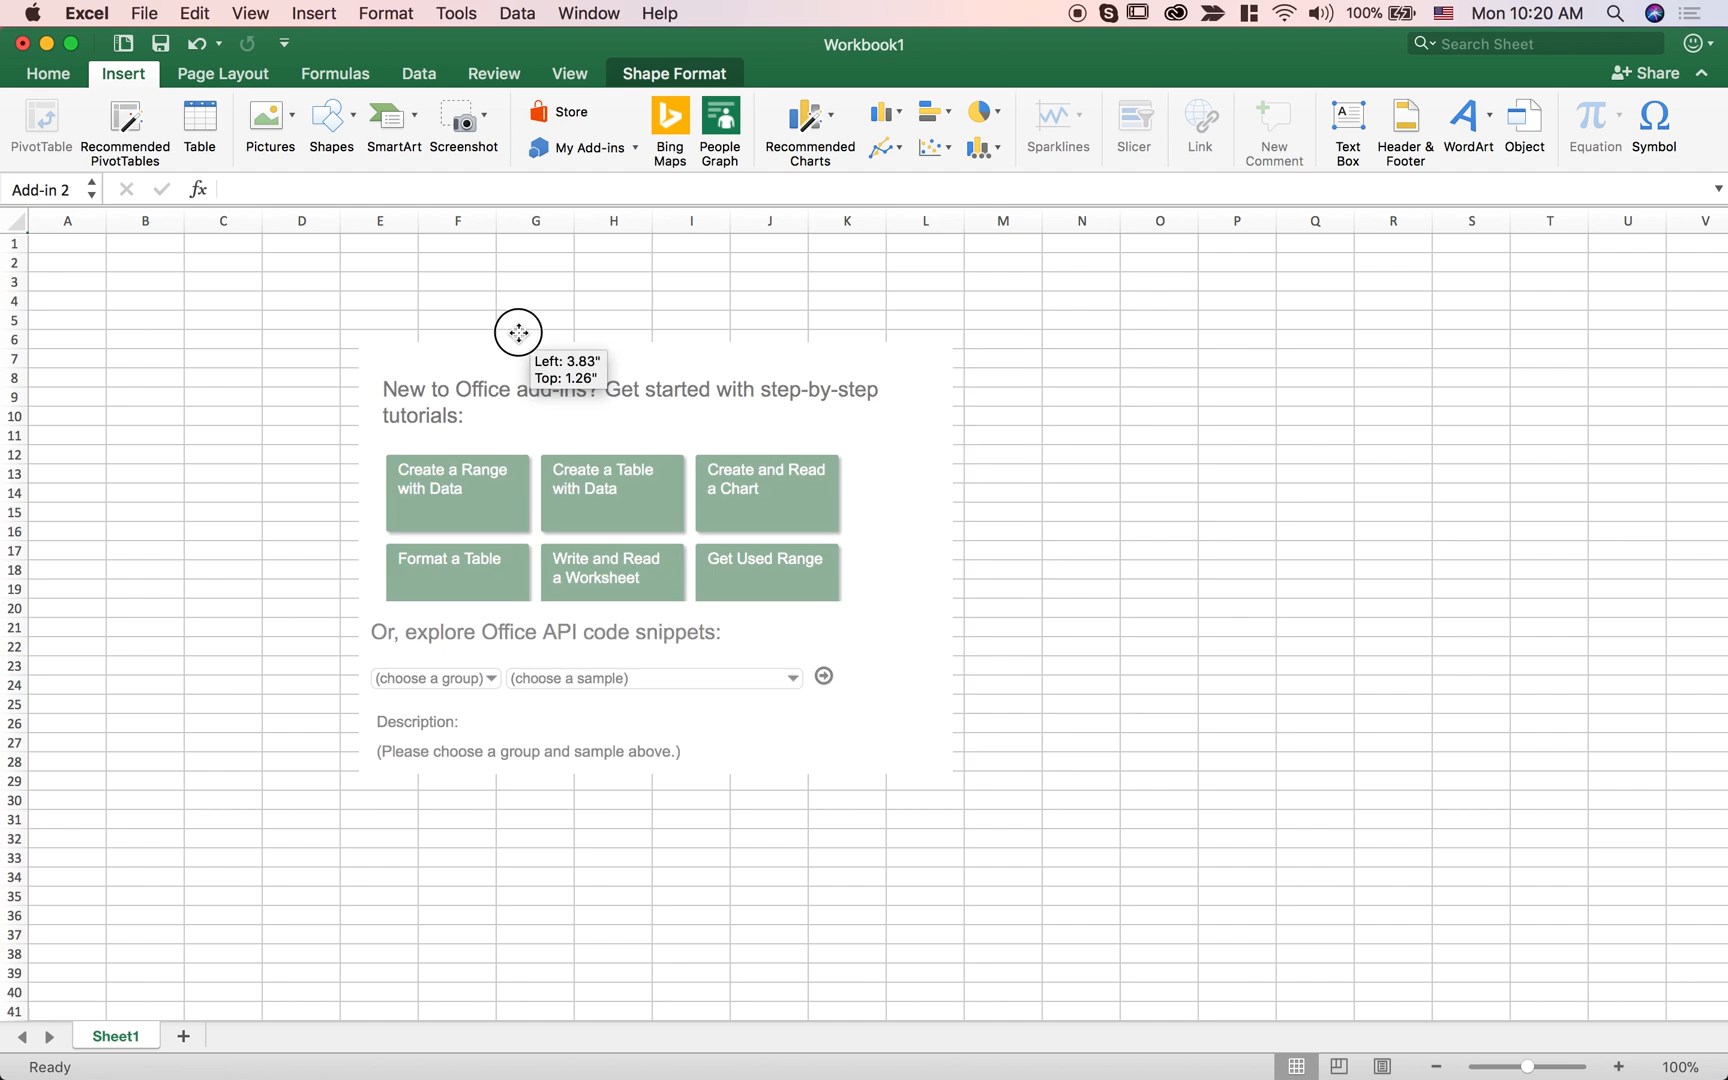 Excel File Edit View Insert Format Tools Data Window Help 100% Mon 10:20 AM
Workbook1
Search Sheet
Home Insert Page Layout Formulas Data Review View Shape Format Share
PivotTable
Recommended
PivotTables
Table
Pictures
Shapes
SmartArt
Screenshot
Store
My Add-ins
Bing
Maps
People
Graph
Recommended
Charts
Sparklines
Slicer
Link
New
Comment
Text
Box
Header &
Footer
WordArt
Object
Equation
Symbol
Add-in 2 fx
A B C D E F G H I J K L M N O P Q R S T U V
1
2
3
4
5
6
7
8
9
10
11
12
13
14
15
16
17
18
19
20
21
22
23
24
25
26
27
28
29
30
31
32
33
34
35
36
37
38
39
40
41
Left: 3.83"
Top: 1.26"
New to Office add-ins? Get started with step-by-step
tutorials:
Create a Range
with Data
Create a Table
with Data
Create and Read
a Chart
Format a Table
Write and Read
a Worksheet
Get Used Range
Or, explore Office API code snippets:
(choose a group) (choose a sample)
Description:
(Please choose a group and sample above.)
Sheet1
Ready
100%